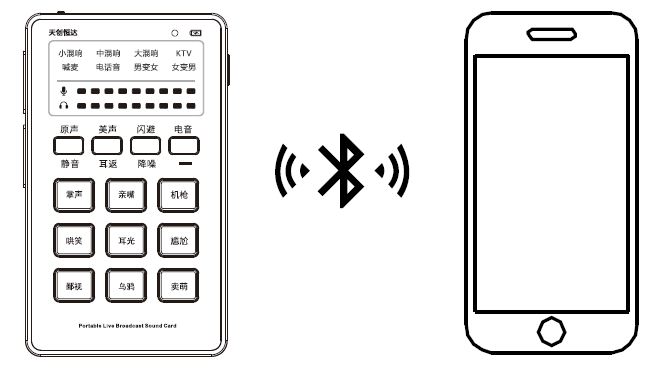 天创恒达
小混响 中混响 大混响 KTV
喊麦 电话音 男变女 女变男
原声 美声 闪避 电音
静音 耳返 降噪
掌声 亲嘴 机枪
哄笑 耳光 尴尬
鄙视 乌鸦 卖萌
Portable Live Broadcast Sound Card